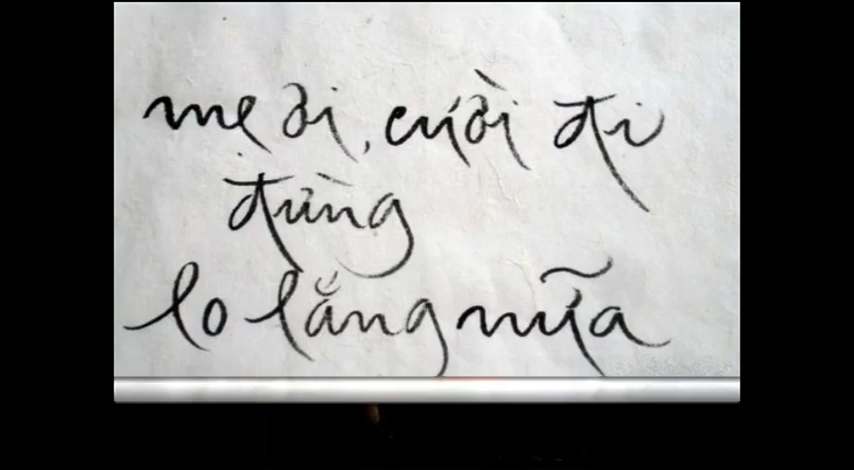 mẹ ơi, cười đi
đừng
lo lắng nữa